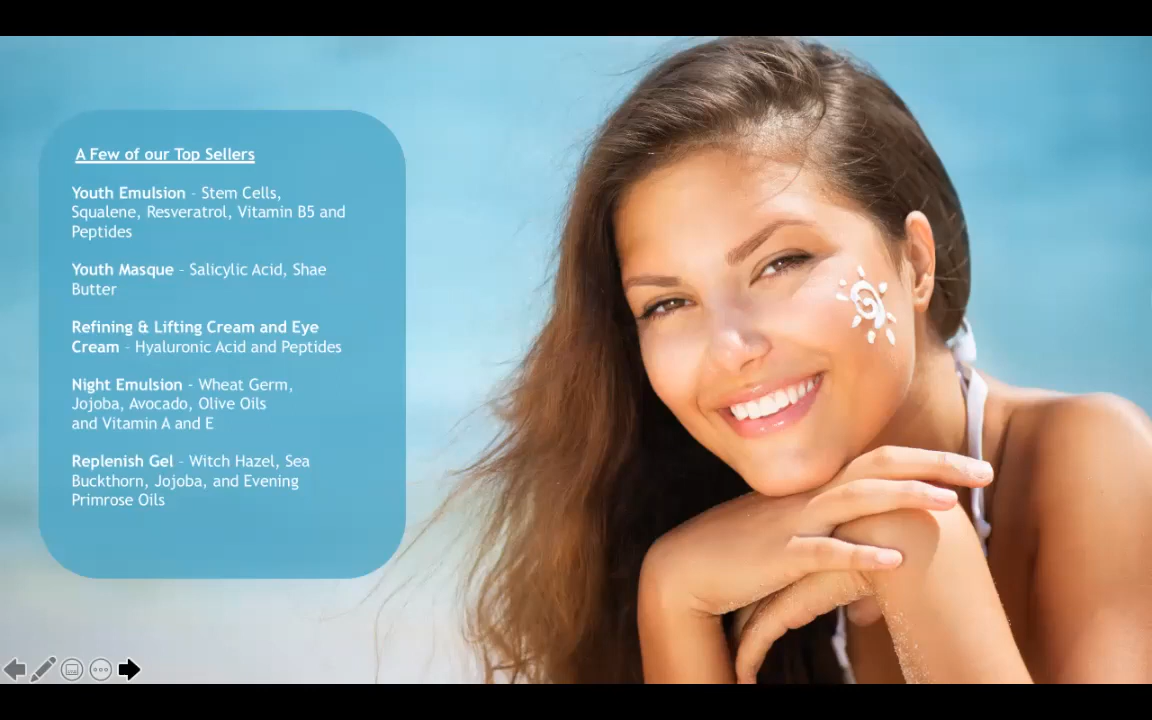 A Few of our Top Sellers
Youth Emulsion - Stem Cells,
Squalene, Resveratrol, Vitamin B5 and
Peptides
Youth Masque - Salicylic Acid, Shae
Butter
Refining & Lifting Cream and Eye
Cream - Hyaluronic Acid and Peptides
Night Emulsion - Wheat Germ,
Jojoba, Avocado, Olive Oils
and Vitamin A and E
Replenish Gel - Witch Hazel, Sea
Buckthorn, Jojoba, and Evening
Primrose Oils